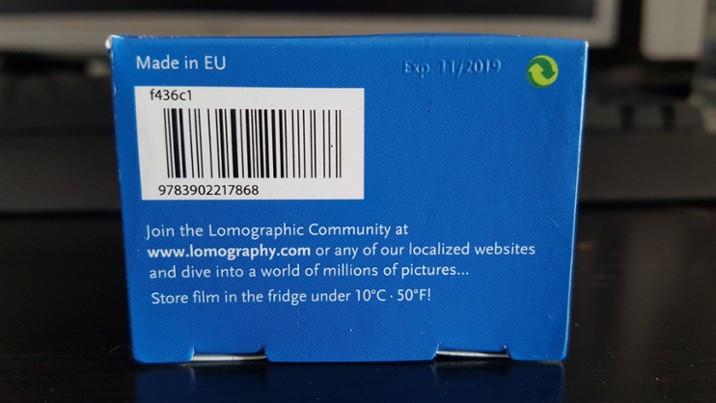 Made in EU
Exp. 11/2019
f436c1
9783902217868
Join the Lomographic Community at
www.lomography.com or any of our localized websites
and dive into a world of millions of pictures...
Store film in the fridge under 10°C · 50°F!